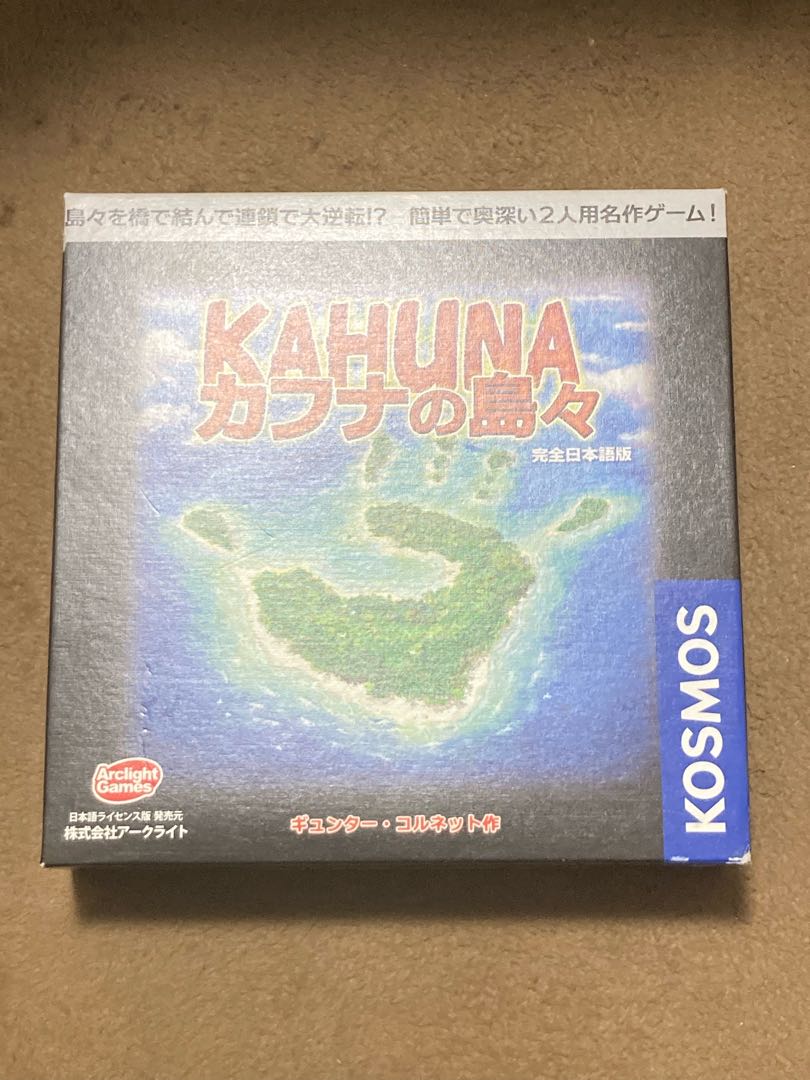 島々を橋で結んで連鎖で大逆転!? 簡単で奥深い2人用名作ゲーム!
KAHUNA
カフナの島々
完全日本語版
KOSMOS
Arclight
Games
日本語ライセンス版 発売元
株式会社アークライト
ギュンター・コルネット作